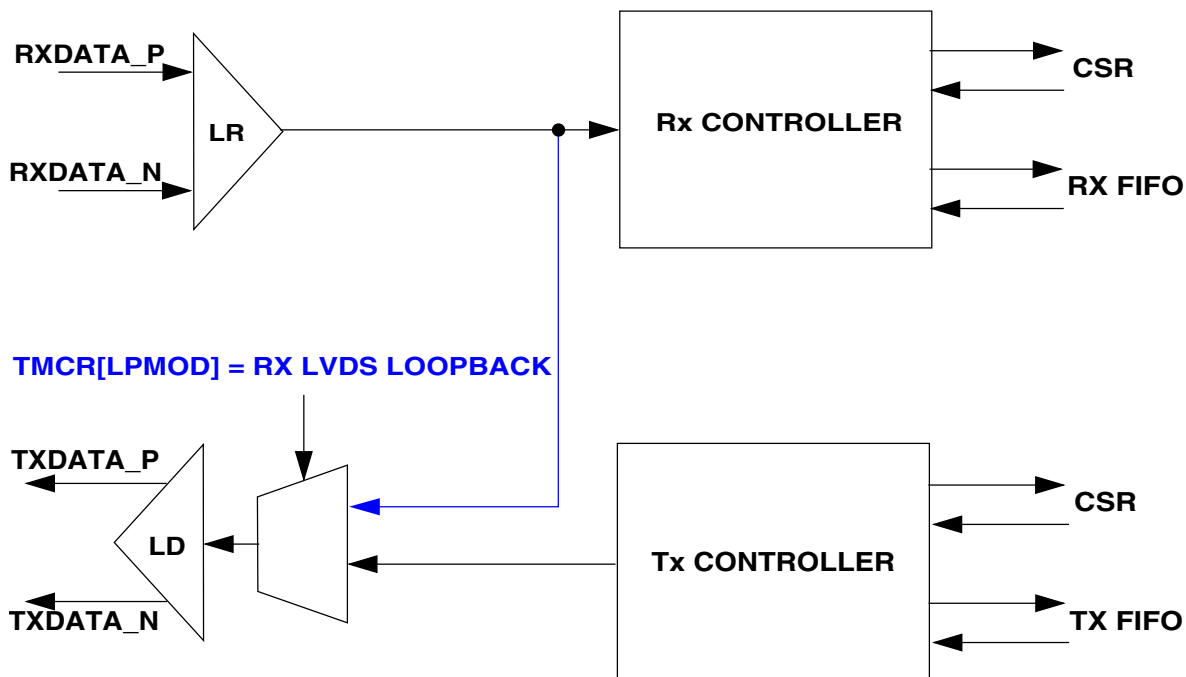 RXDATA_P
CSR
LR
Rx CONTROLLER
RXDATA_N
RX FIFO
TMCR[LPMOD] = RX LVDS LOOPBACK
TXDATA_P
CSR
LD
Tx CONTROLLER
TXDATA_N
TX FIFO